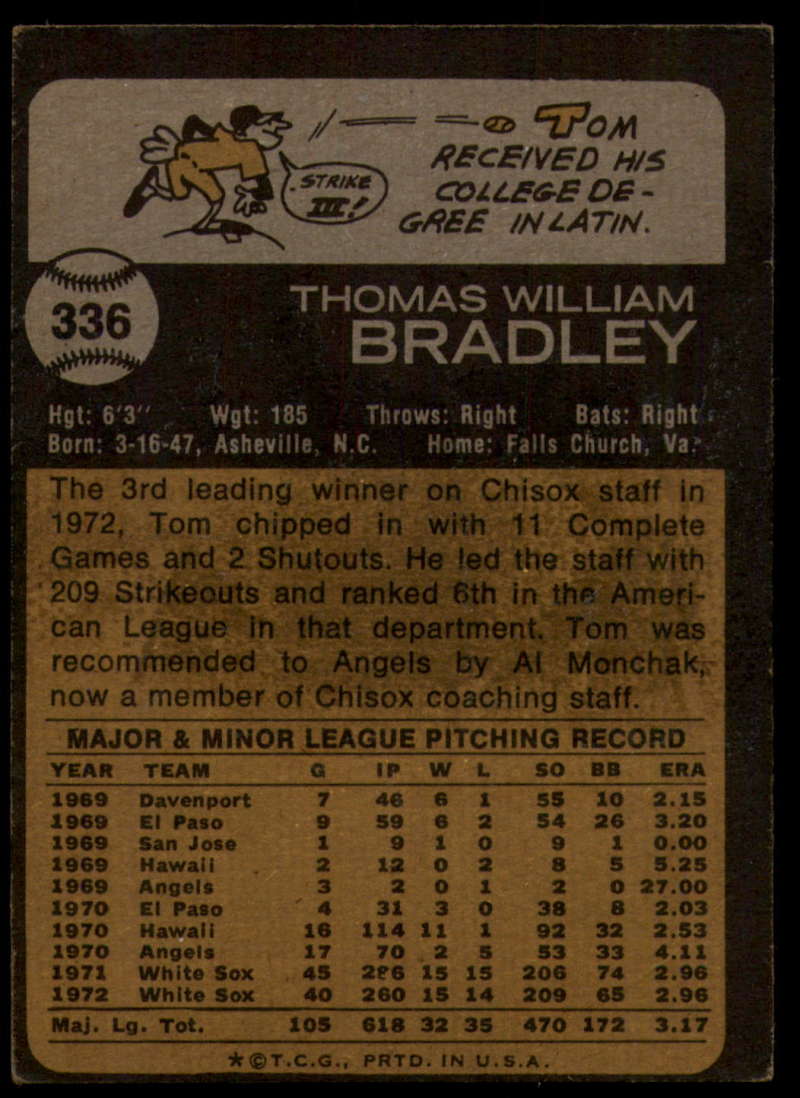 TOM
RECEIVED HIS
COLLEGE DE-
GREE IN LATIN.
STRIKE
III!
336
THOMAS WILLIAM
BRADLEY
Hgt: 6'3" Wgt: 185 Throws: Right Bats: Right
Born: 3-16-47, Asheville, N.C. Home: Falls Church, Va.
The 3rd leading winner on Chisox staff in
1972, Tom chipped in with 11 Complete
Games and 2 Shutouts. He led the staff with
209 Strikeouts and ranked 6th in the Ameri-
can League in that department. Tom was
recommended to Angels by Al Monchak,
now a member of Chisox coaching staff.
MAJOR & MINOR LEAGUE PITCHING RECORD
YEAR TEAM G IP W L SO BB ERA
1969 Davenport 7 46 6 1 55 10 2.15
1969 El Paso 9 59 6 2 54 26 3.20
1969 San Jose 1 9 1 0 9 1 0.00
1969 Hawaii 2 12 0 2 8 5 5.25
1969 Angels 3 2 0 1 2 0 27.00
1970 El Paso 4 31 3 0 38 8 2.03
1970 Hawaii 16 114 11 1 92 32 2.53
1970 Angels 17 70 2 5 53 33 4.11
1971 White Sox 45 286 15 15 206 74 2.96
1972 White Sox 40 260 15 14 209 65 2.96
Maj. Lg. Tot. 105 618 32 35 470 172 3.17
*©T.C.G., PRTD. IN U.S.A.